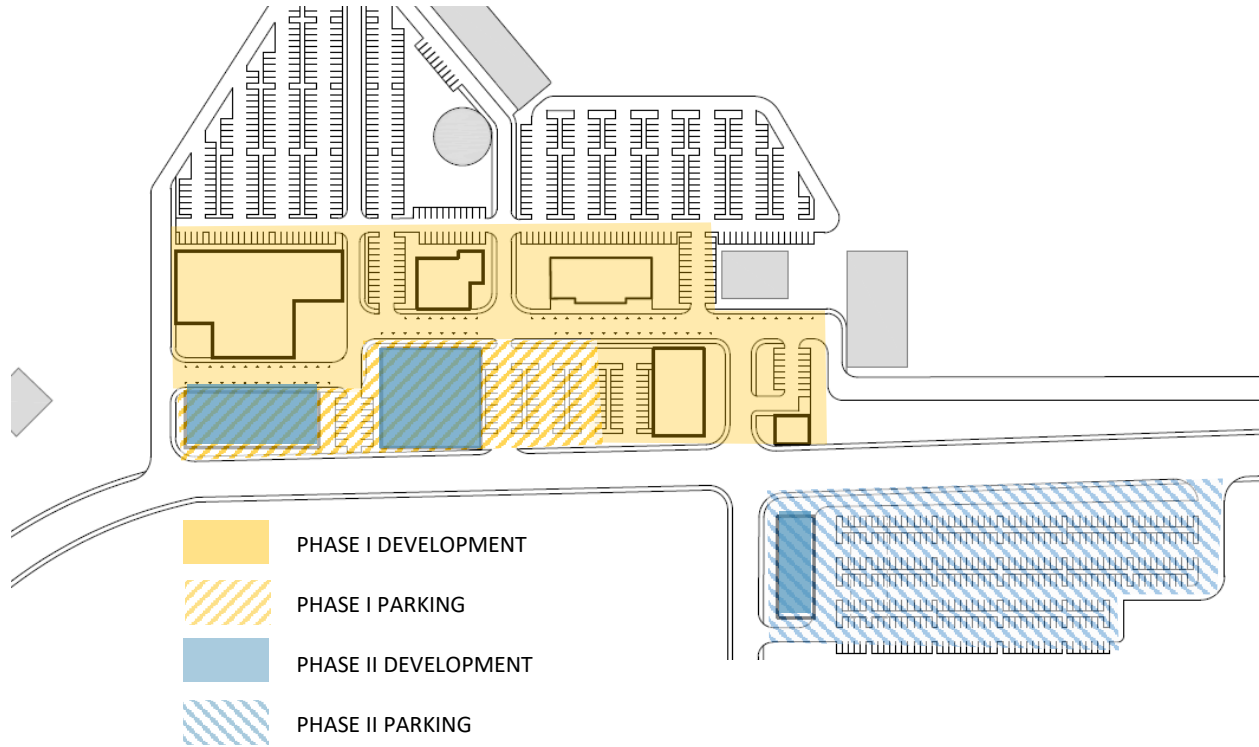 PHASE I DEVELOPMENT
PHASE I PARKING
PHASE II DEVELOPMENT
PHASE II PARKING